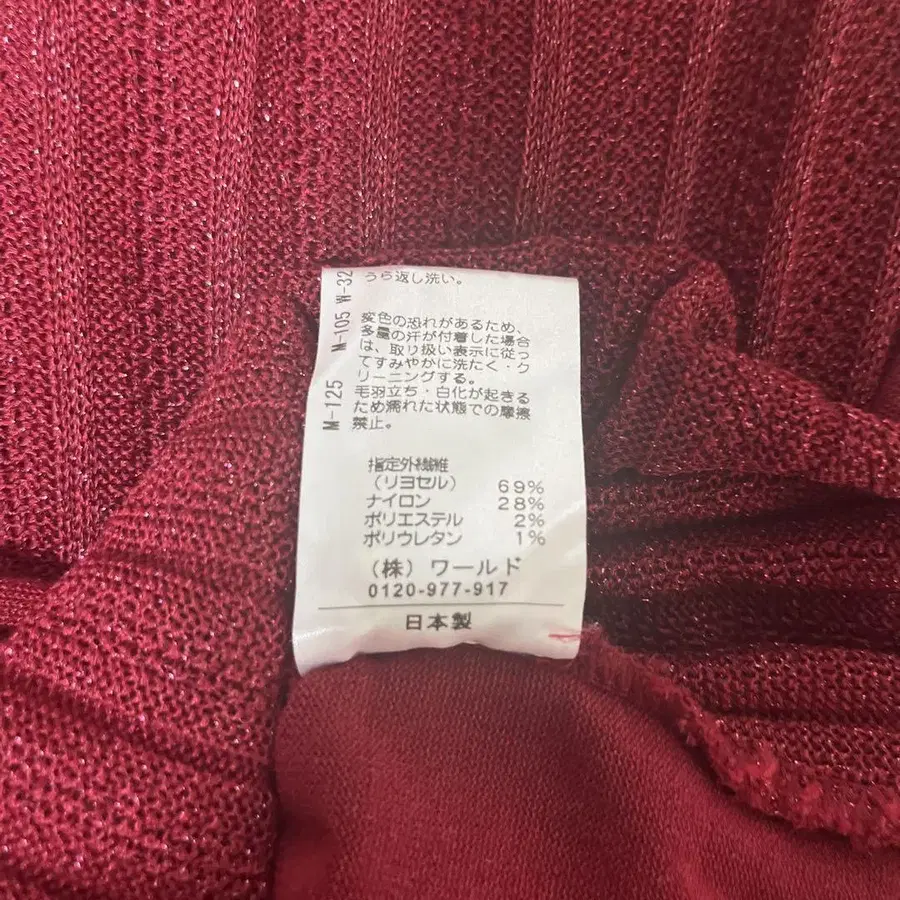 M-125 M-105 W-32
うら返し洗い。
変色の恐れがあるため、
多量の汗が付着した場合
は、取り扱い表示に従っ
てすみやかに洗たく・ク
リーニングする。
毛羽立ち・白化が起きる
ため濡れた状態での摩擦
禁止。
指定外繊維
(リヨセル) 69%
ナイロン 28%
ポリエステル 2%
ポリウレタン 1%
(株)ワールド
0120-977-917
日本製